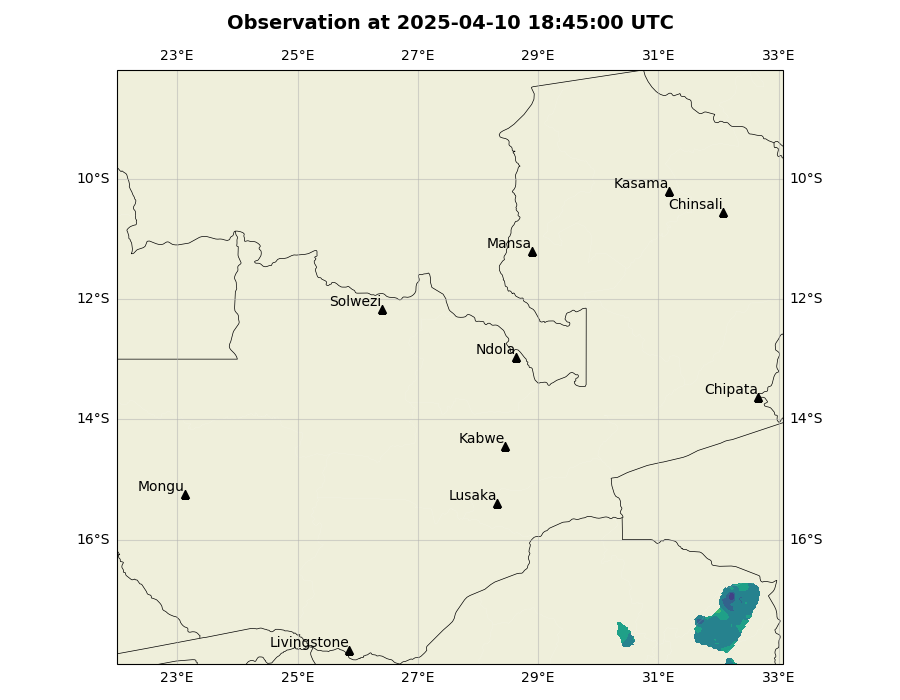 Observation at 2025-04-10 18:45:00 UTC
23°E 25°E 27°E 29°E 31°E 33°E
10°S 10°S
Kasama
Chinsali
Mansa
12°S 12°S
Solwezi
Ndola
Chipata
14°S 14°S
Kabwe
Mongu
Lusaka
16°S 16°S
Livingstone
23°E 25°E 27°E 29°E 31°E 33°E